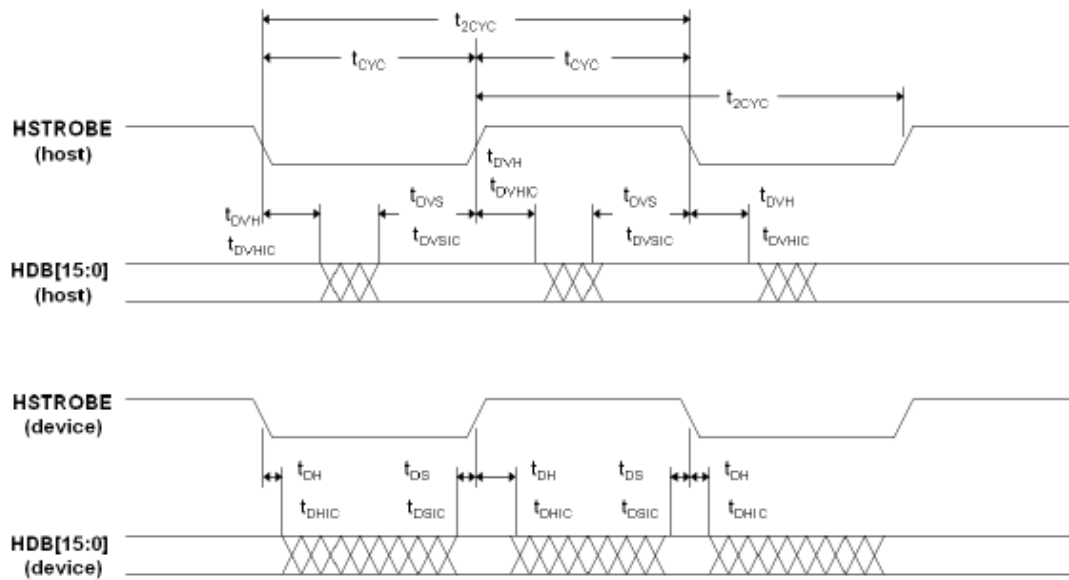 t2CYC
tCYC tCYC
t2CYC
HSTROBE
(host)
tDVH
tDVHIC
tDVS tDVS
tDVH tDVH
tDVSIC tDVSIC tDVHIC
tDVHIC
HDB[15:0]
(host)
HSTROBE
(device)
tDH tDS tDH tDS tDH
tDHIC tDSIC tDHIC tDSIC tDHIC
HDB[15:0]
(device)